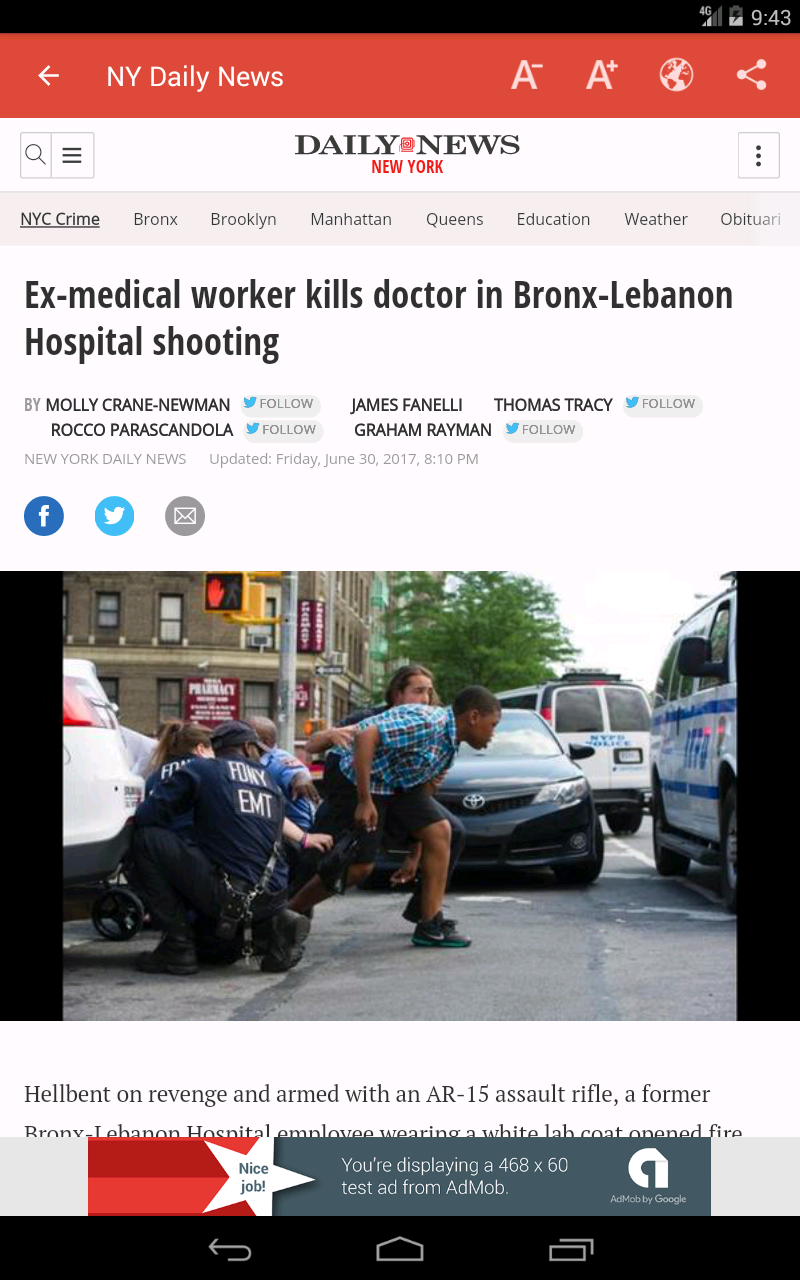 4G 9:43
NY Daily News A- A+
DAILY NEWS
NEW YORK
NYC Crime Bronx Brooklyn Manhattan Queens Education Weather Obituari
Ex-medical worker kills doctor in Bronx-Lebanon
Hospital shooting
BY MOLLY CRANE-NEWMAN FOLLOW JAMES FANELLI THOMAS TRACY FOLLOW
ROCCO PARASCANDOLA FOLLOW GRAHAM RAYMAN FOLLOW
NEW YORK DAILY NEWS Updated: Friday, June 30, 2017, 8:10 PM
f
PHARMACY
PHARMACY
NYPD
POLICE
FDNY
EMT
Hellbent on revenge and armed with an AR-15 assault rifle, a former
Bronx-Lebanon Hospital employee wearing a white lab coat opened fire
Nice
job!
You're displaying a 468 x 60
test ad from AdMob.
AdMob by Google